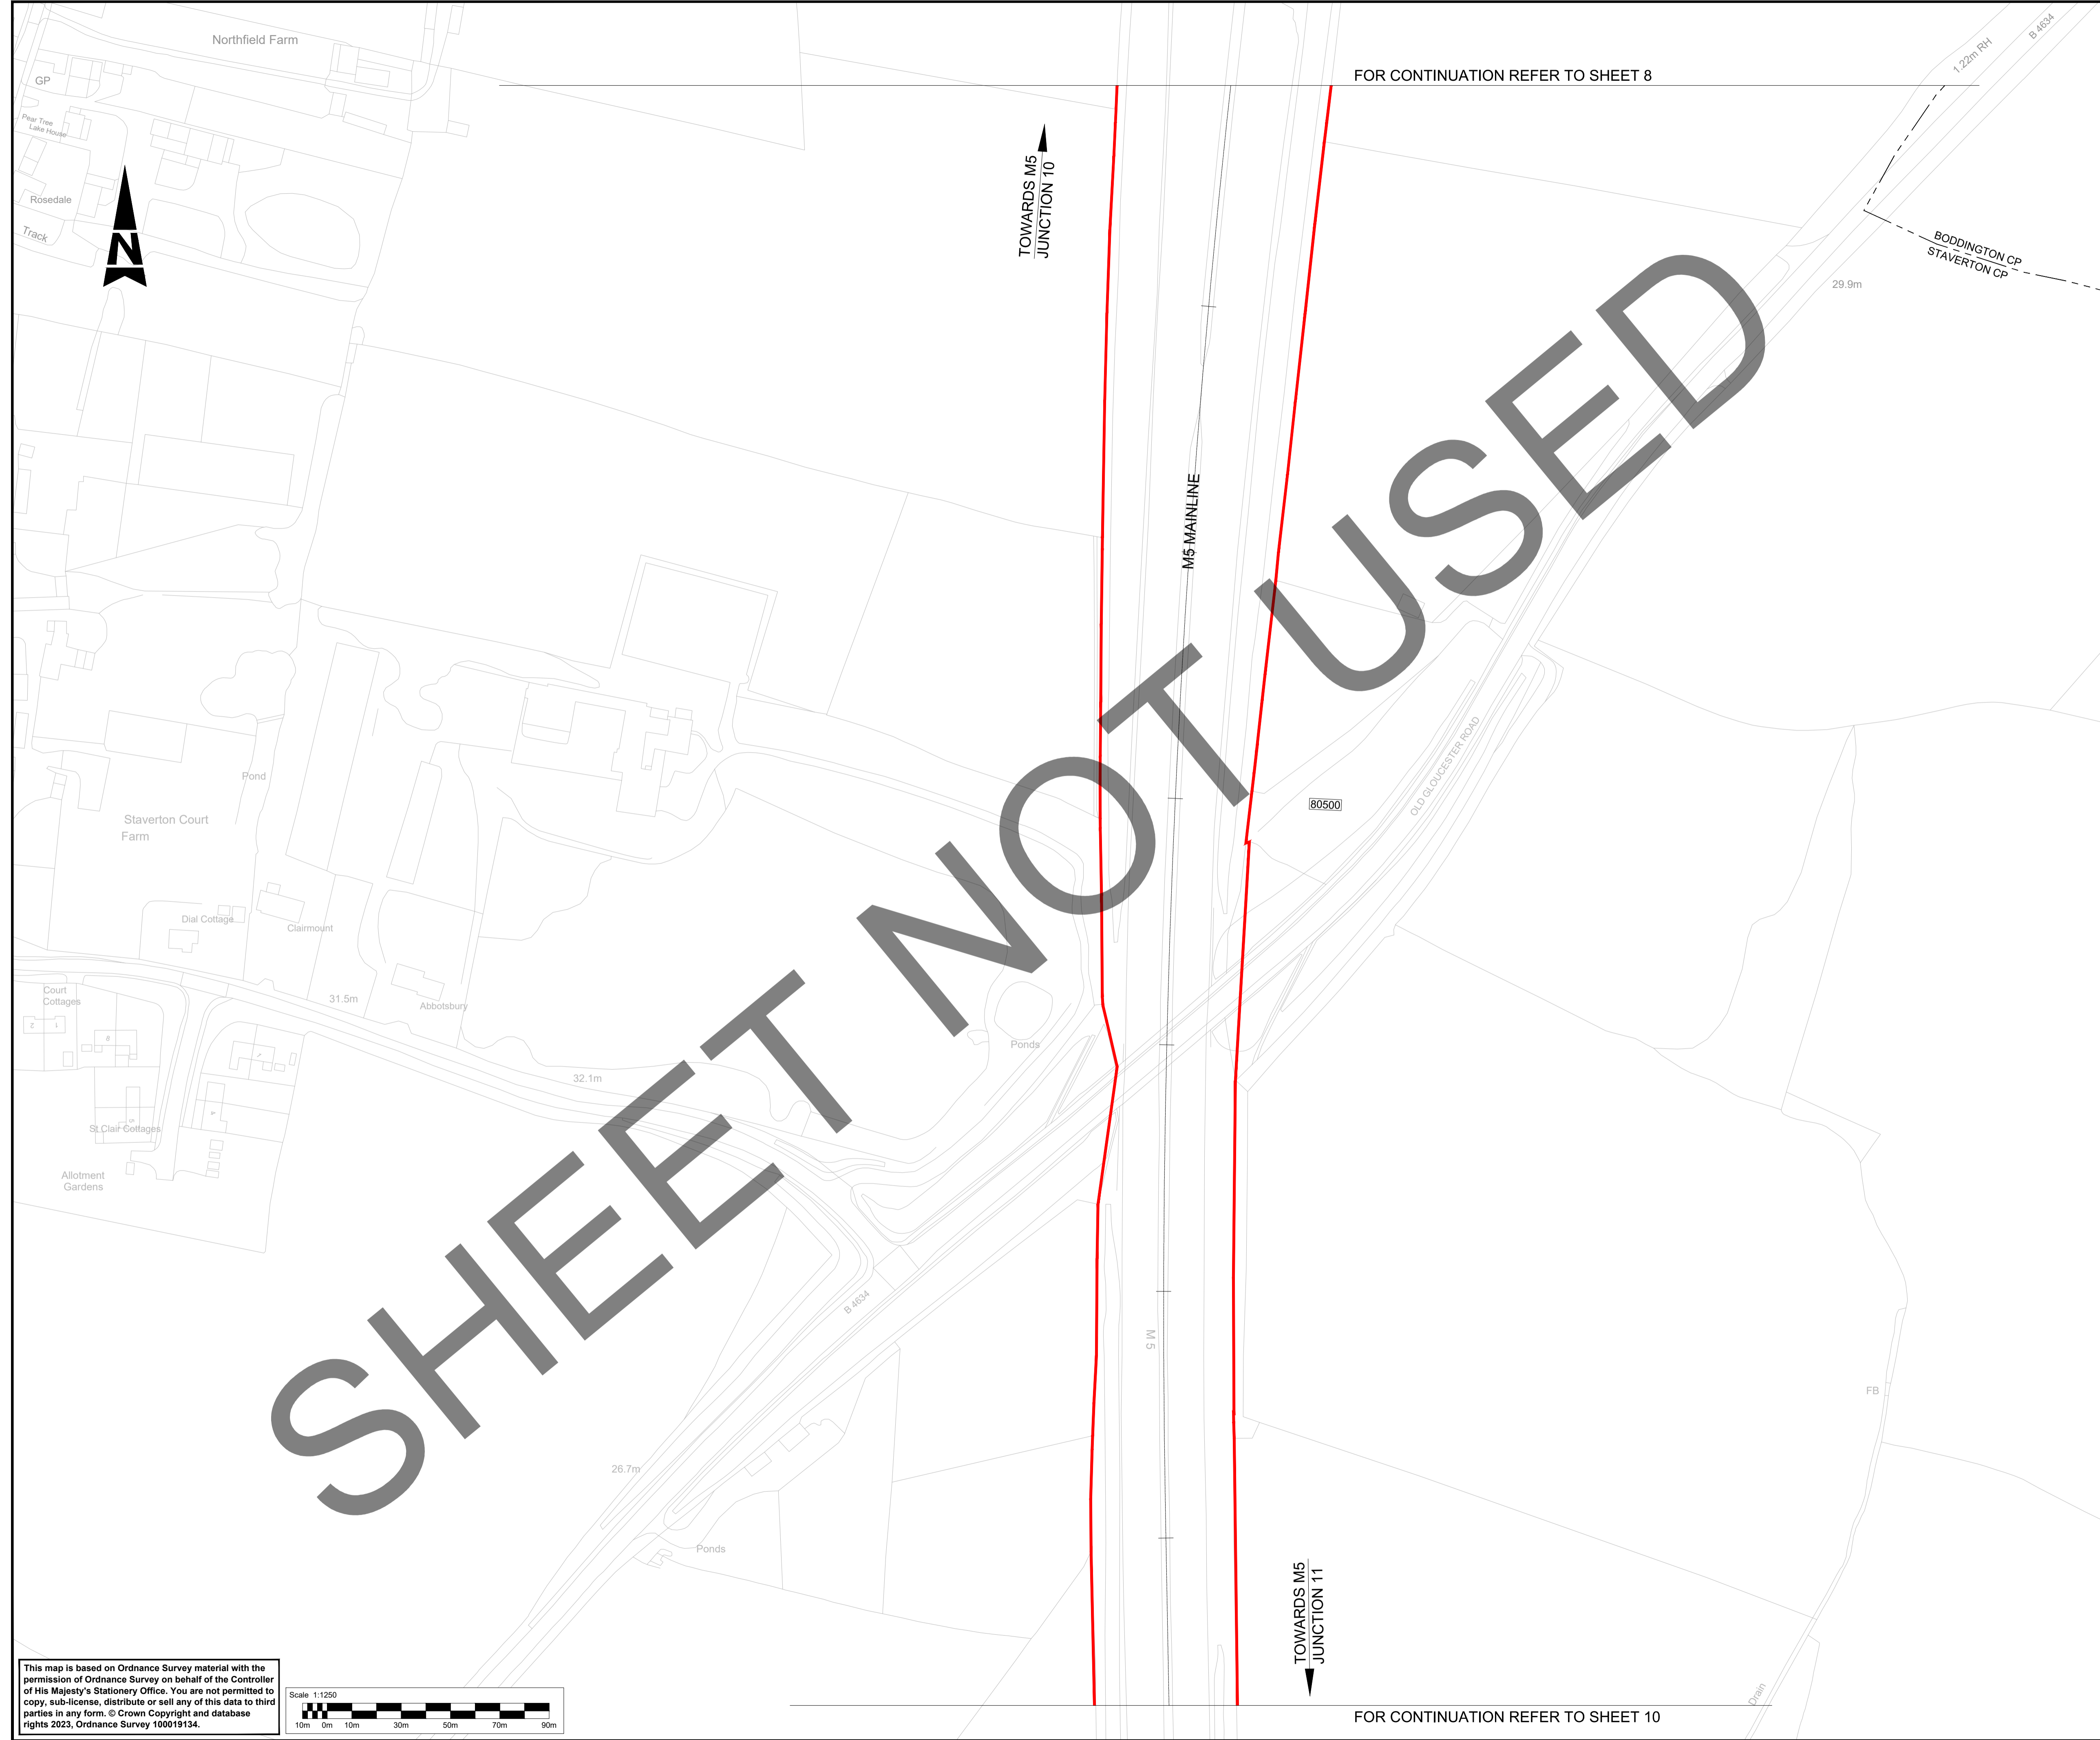 Northfield Farm
B 4634
1.22m RH
GP
FOR CONTINUATION REFER TO SHEET 8
Pear Tree
Lake House
TOWARDS M5
JUNCTION 10
Rosedale
Track
N
BODDINGTON CP
STAVERTON CP
29.9m
M5 MAINLINE
SHEET NOT USED
OLD GLOUCESTER ROAD
80500
Pond
Staverton Court
Farm
Dial Cottage
Clairmount
Court
Cottages
2
1
8
31.5m
Abbotsbury
Ponds
32.1m
St Clair Cottages
Allotment
Gardens
B 4634
M 5
FB
26.7m
Ponds
TOWARDS M5
JUNCTION 11
Drain
This map is based on Ordnance Survey material with the
permission of Ordnance Survey on behalf of the Controller
of His Majesty's Stationery Office. You are not permitted to
copy, sub-license, distribute or sell any of this data to third
parties in any form. © Crown Copyright and database
rights 2023, Ordnance Survey 100019134.
Scale 1:1250
10m 0m 10m 30m 50m 70m 90m
FOR CONTINUATION REFER TO SHEET 10